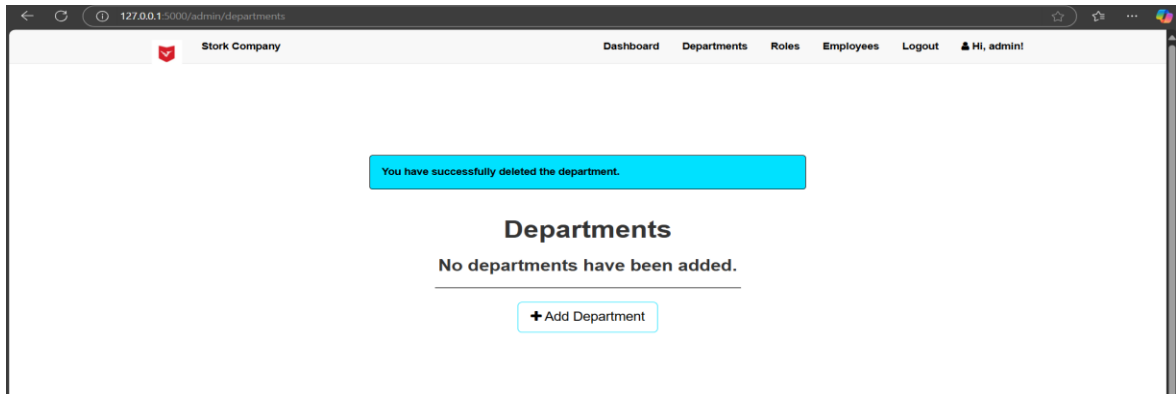 127.0.0.1:5000/admin/departments
Stork Company Dashboard Departments Roles Employees Logout Hi, admin!
You have successfully deleted the department.
Departments
No departments have been added.
Add Department